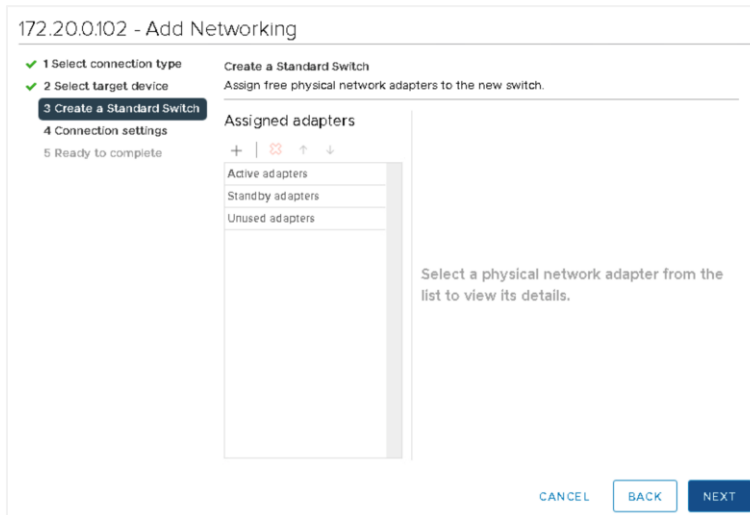 172.20.0.102 - Add Networking
1 Select connection type
2 Select target device
3 Create a Standard Switch
4 Connection settings
5 Ready to complete
Create a Standard Switch
Assign free physical network adapters to the new switch.
Assigned adapters
Active adapters
Standby adapters
Unused adapters
Select a physical network adapter from the
list to view its details.
CANCEL BACK NEXT